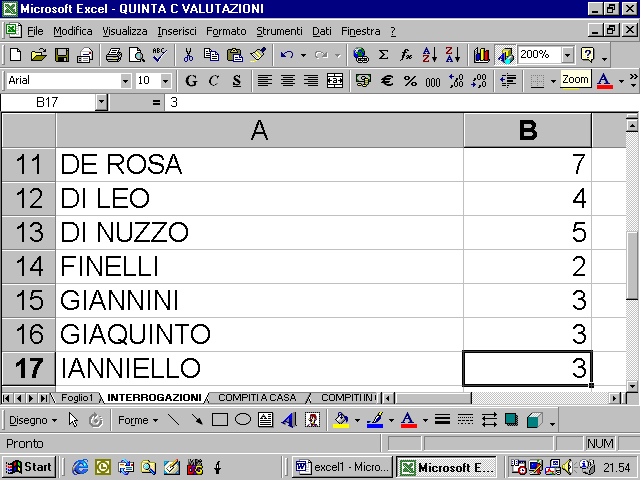 Microsoft Excel - QUINTA C VALUTAZIONI
File Modifica Visualizza Inserisci Formato Strumenti Dati Finestra ?
ABC Σ fx A Z Z A 200% ?
Arial 10 G C S € % 000 Zoom A
B17 = 3
A B
11 DE ROSA 7
12 DI LEO 4
13 DI NUZZO 5
14 FINELLI 2
15 GIANNINI 3
16 GIAQUINTO 3
17 IANNIELLO 3
Foglio1 INTERROGAZIONI COMPITI A CASA COMPITI IN
Disegno Forme A A
Pronto NUM
Start excel1 - Micro... Microsoft E... 21.54